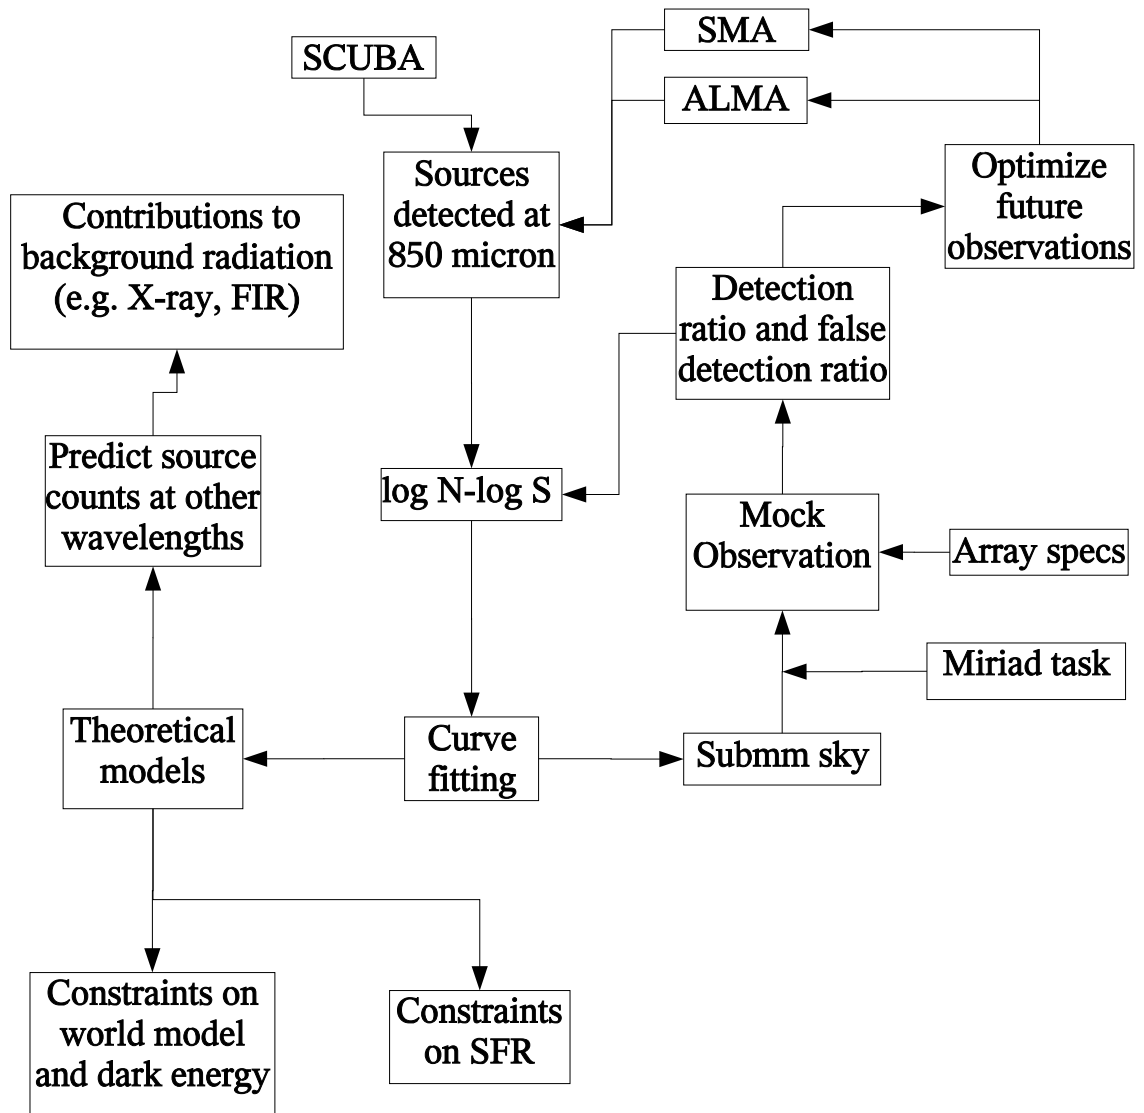 SMA
SCUBA
ALMA
Sources
detected at
850 micron
Optimize
future
observations
Contributions to
background radiation
(e.g. X-ray, FIR)
Detection
ratio and false
detection ratio
Predict source
counts at other
wavelengths
log N-log S
Mock
Observation
Array specs
Miriad task
Theoretical
models
Curve
fitting
Submm sky
Constraints on
world model
and dark energy
Constraints
on SFR